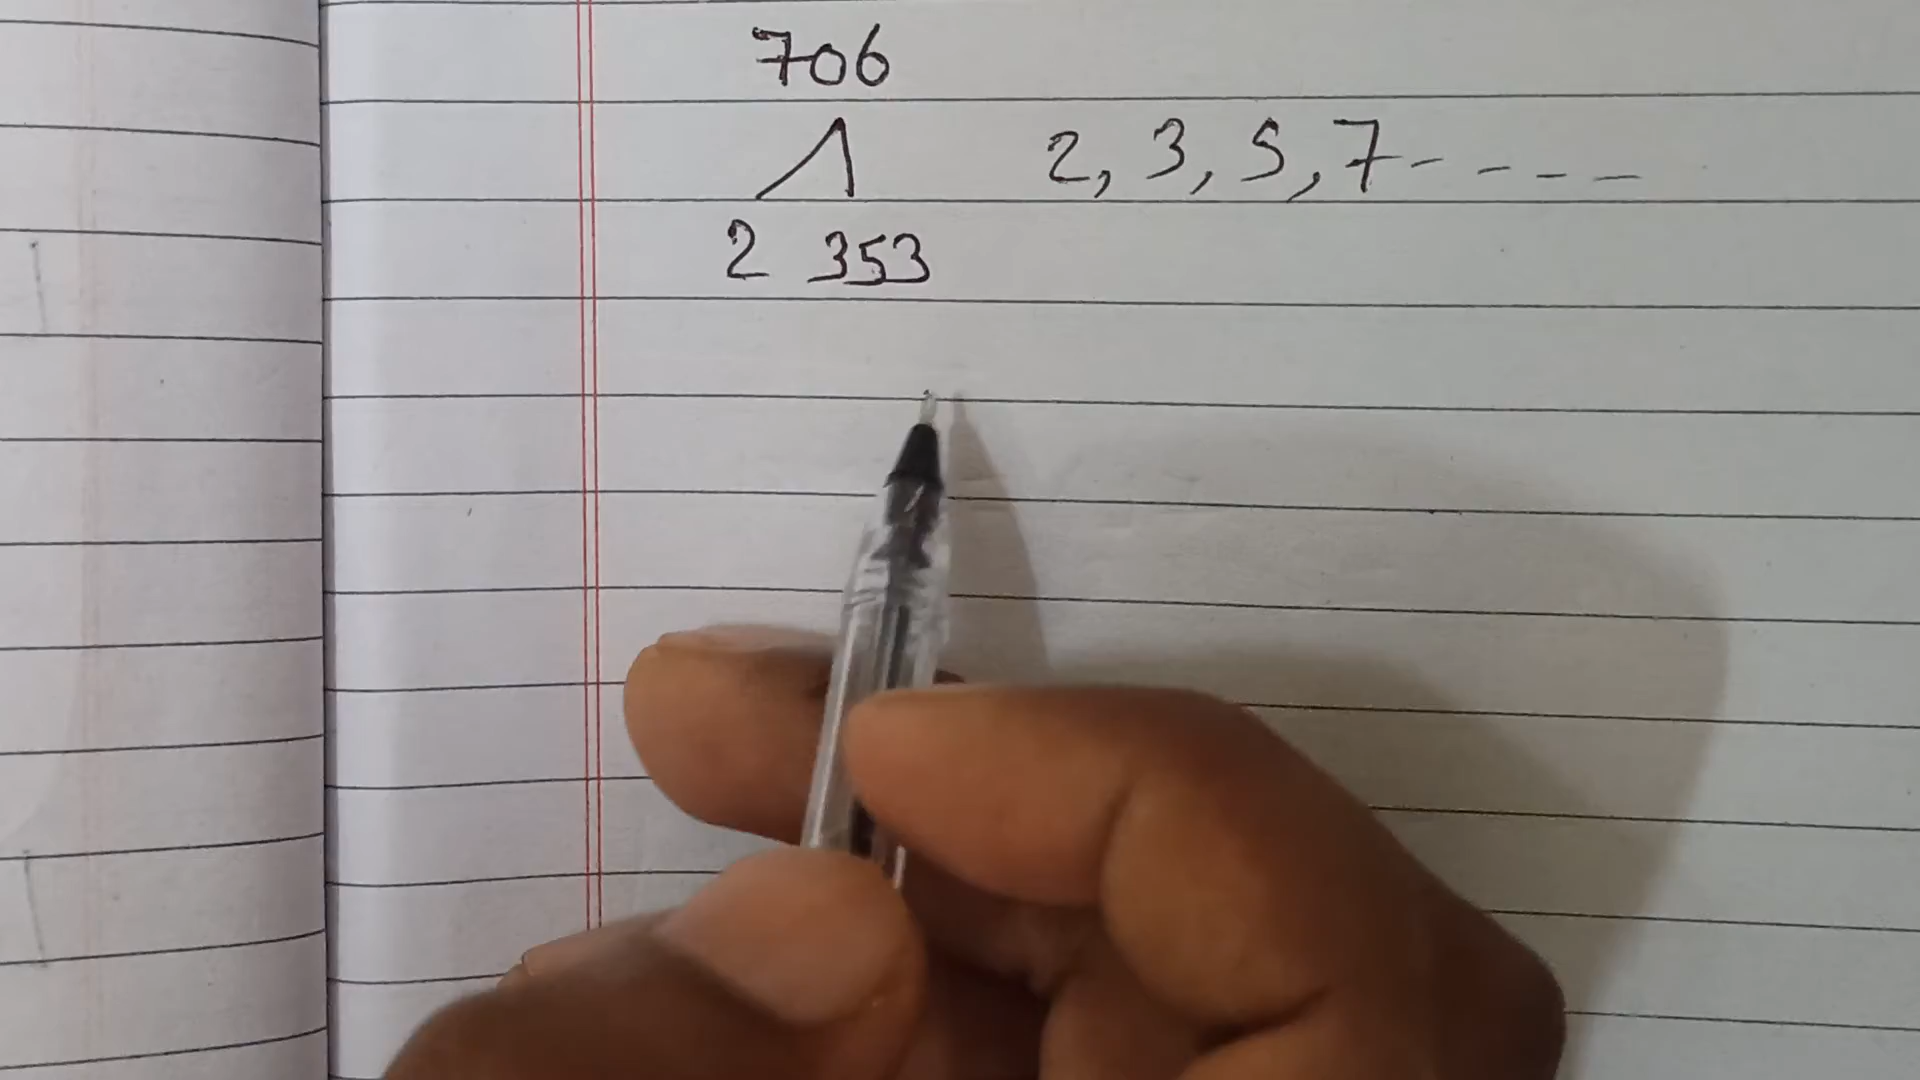 706
2, 3, 5, 7 - - - -
2 353